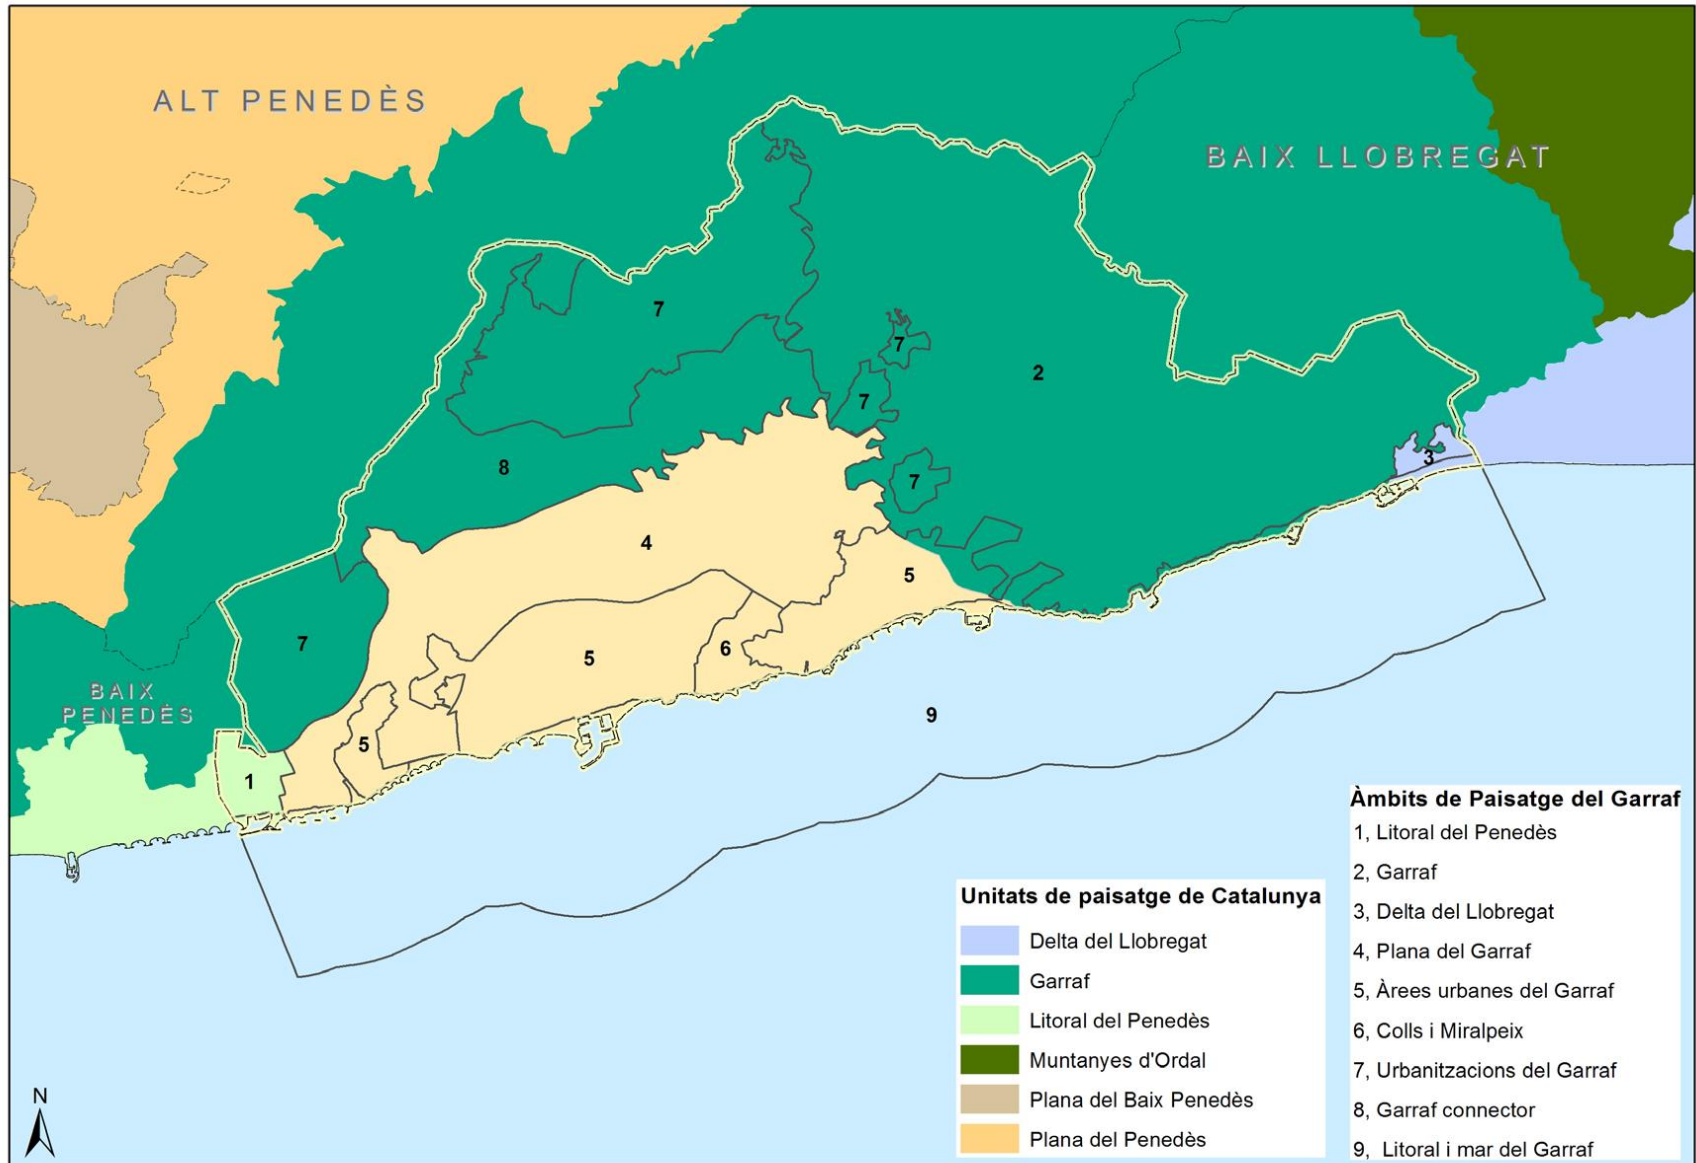 ALT PENEDÈS
BAIX LLOBREGAT
7
7
2
7
3
8
7
4
5
7
5
6
BAIX
PENEDÈS
9
5
1
Unitats de paisatge de Catalunya
Delta del Llobregat
Garraf
Litoral del Penedès
Muntanyes d'Ordal
Plana del Baix Penedès
Plana del Penedès
Àmbits de Paisatge del Garraf
1, Litoral del Penedès
2, Garraf
3, Delta del Llobregat
4, Plana del Garraf
5, Àrees urbanes del Garraf
6, Colls i Miralpeix
7, Urbanitzacions del Garraf
8, Garraf connector
9, Litoral i mar del Garraf
N